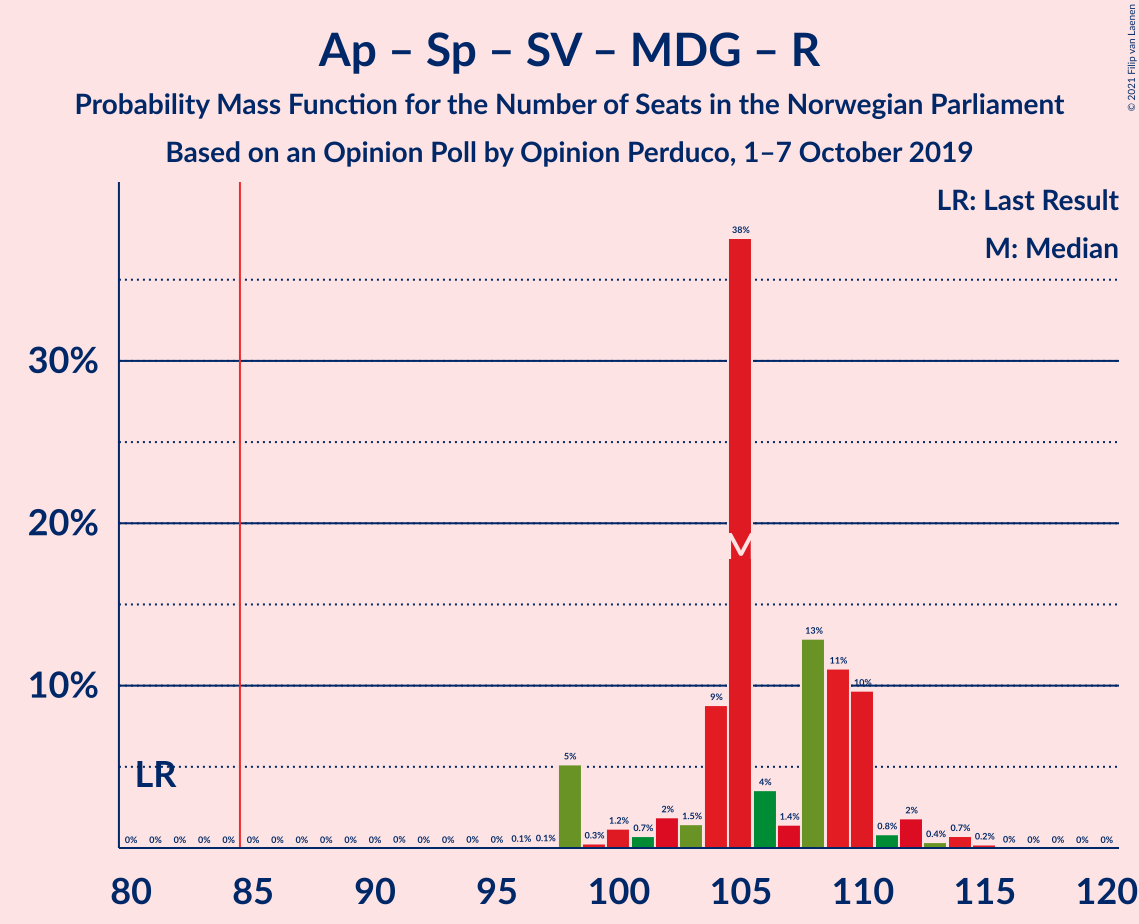 Ap – Sp – SV – MDG – R
Probability Mass Function for the Number of Seats in the Norwegian Parliament
Based on an Opinion Poll by Opinion Perduco, 1–7 October 2019
© 2021 Filip van Laenen
LR: Last Result
M: Median
30%
20%
10%
LR
M
0% 0% 0% 0% 0% 0% 0% 0% 0% 0% 0% 0% 0% 0% 0% 0% 0.1% 0.1% 5% 0.3% 1.2% 0.7% 2% 1.5% 9% 38% 4% 1.4% 13% 11% 10% 0.8% 2% 0.4% 0.7% 0.2% 0% 0% 0% 0% 0%
80 85 90 95 100 105 110 115 120